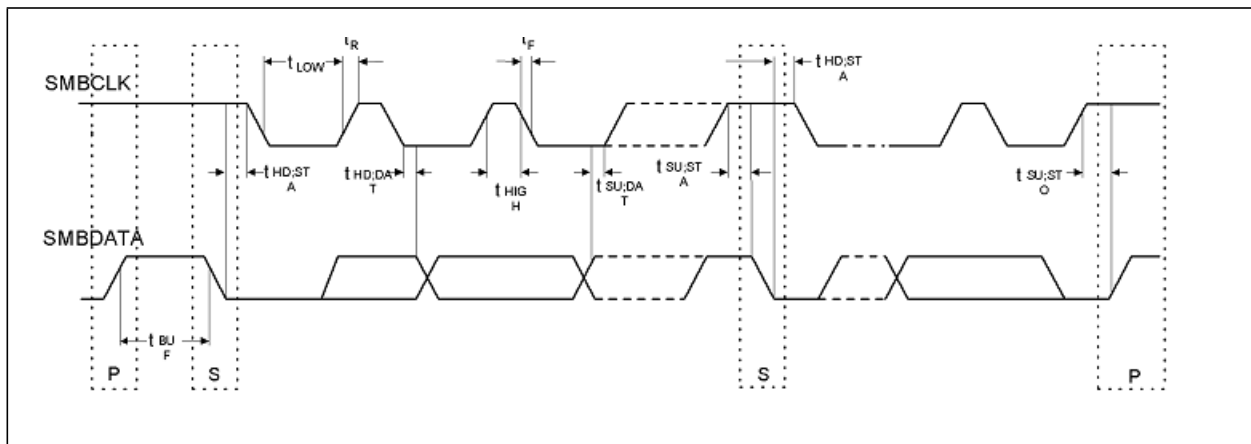 t R
t F
t LOW
t HD;ST
A
SMBCLK
t HD;ST
A
t HD;DA
T
t HIG
H
t SU;DA
T
t SU;ST
A
t SU;ST
O
SMBDATA
t BU
F
P
S
S
P